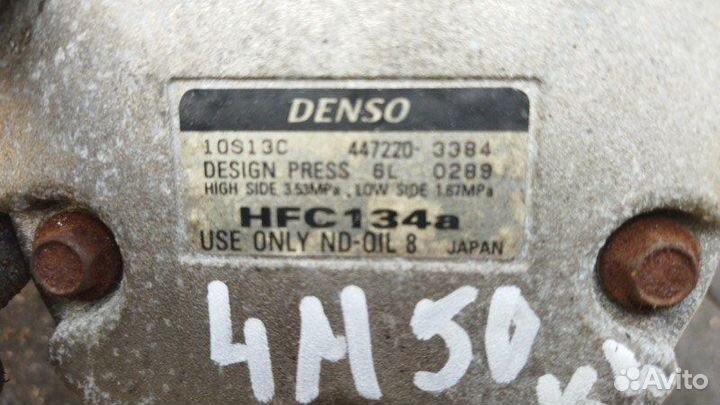 DENSO
10S13C 447220-3384
DESIGN PRESS 6L 0289
HIGH SIDE 3.53MPa, LOW SIDE 1.67MPa
HFC134a
USE ONLY ND-OIL 8 JAPAN
4M50
Avito